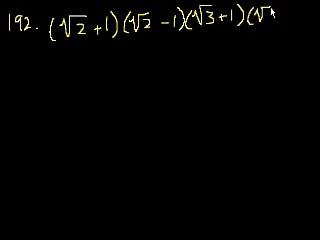 192. (√2 + 1)(√2 - 1)(√3 + 1)(√